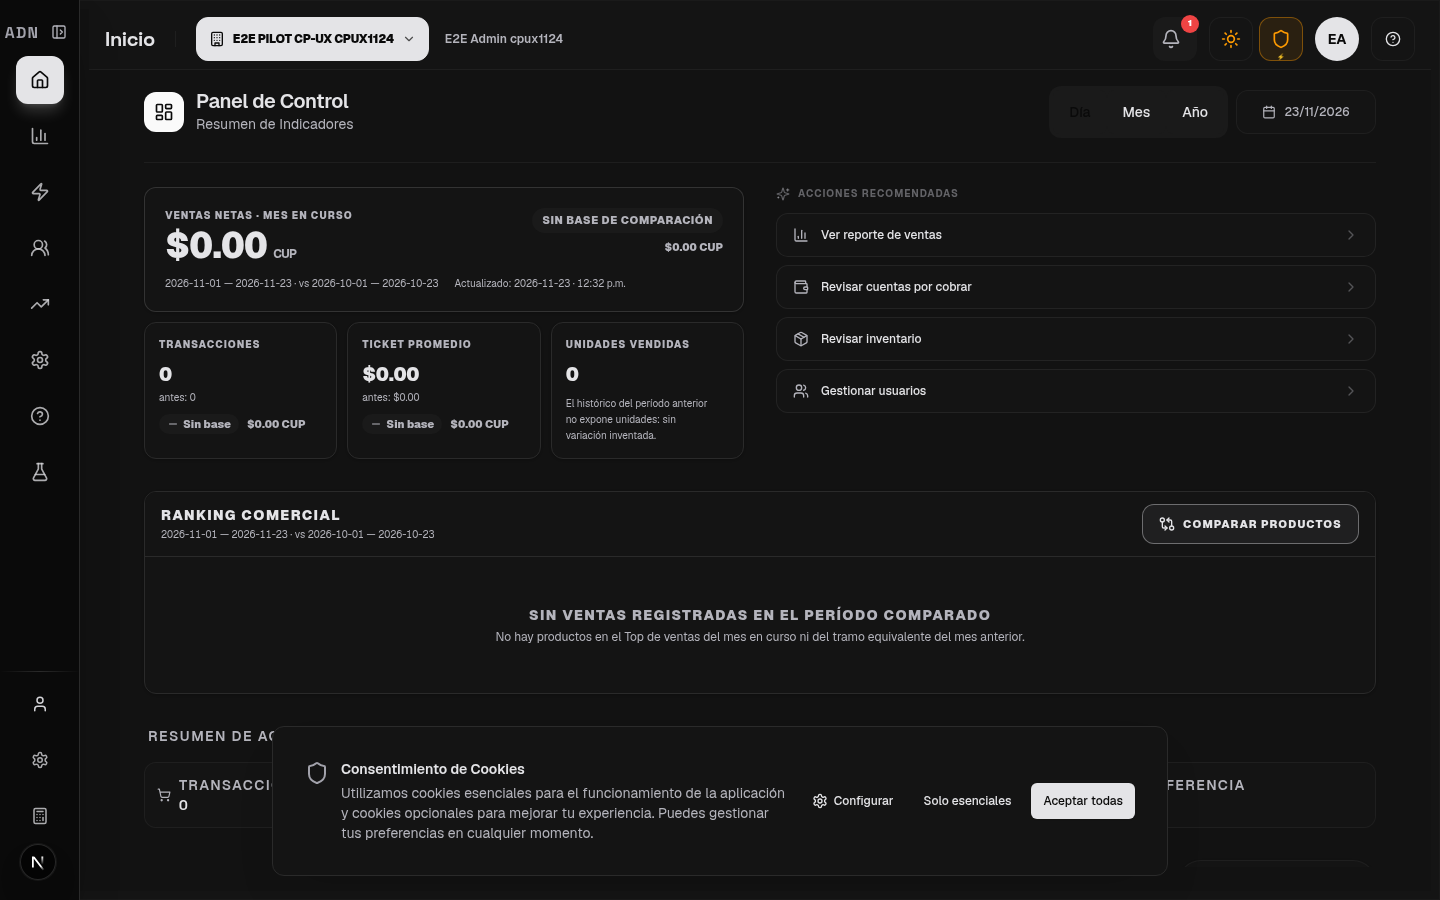 ADN
Inicio
E2E PILOT CP-UX CPUX1124
E2E Admin cpux1124
1
EA
Panel de Control
Resumen de Indicadores
Día
Mes
Año
23/11/2026
VENTAS NETAS · MES EN CURSO
$0.00 CUP
SIN BASE DE COMPARACIÓN
$0.00 CUP
2026-11-01 — 2026-11-23 · vs 2026-10-01 — 2026-10-23
Actualizado: 2026-11-23 · 12:32 p.m.
TRANSACCIONES
0
antes: 0
— Sin base $0.00 CUP
TICKET PROMEDIO
$0.00
antes: $0.00
— Sin base $0.00 CUP
UNIDADES VENDIDAS
0
El histórico del período anterior
no expone unidades: sin
variación inventada.
ACCIONES RECOMENDADAS
Ver reporte de ventas
Revisar cuentas por cobrar
Revisar inventario
Gestionar usuarios
RANKING COMERCIAL
2026-11-01 — 2026-11-23 · vs 2026-10-01 — 2026-10-23
COMPARAR PRODUCTOS
SIN VENTAS REGISTRADAS EN EL PERÍODO COMPARADO
No hay productos en el Top de ventas del mes en curso ni del tramo equivalente del mes anterior.
RESUMEN DE AC
TRANSACCI
0
FERENCIA
Consentimiento de Cookies
Utilizamos cookies esenciales para el funcionamiento de la aplicación
y cookies opcionales para mejorar tu experiencia. Puedes gestionar
tus preferencias en cualquier momento.
Configurar
Solo esenciales
Aceptar todas
N